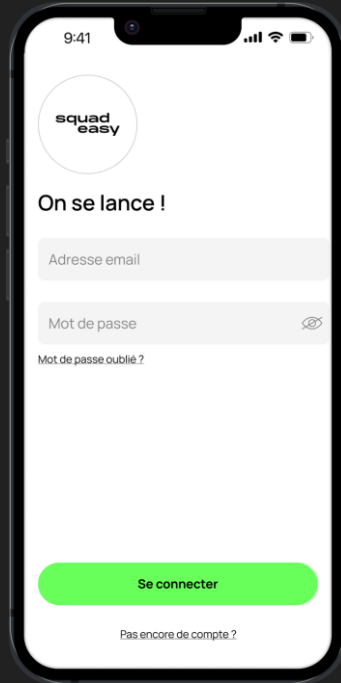 9:41
squad
easy
On se lance !
Adresse email
Mot de passe
Mot de passe oublié ?
Se connecter
Pas encore de compte ?